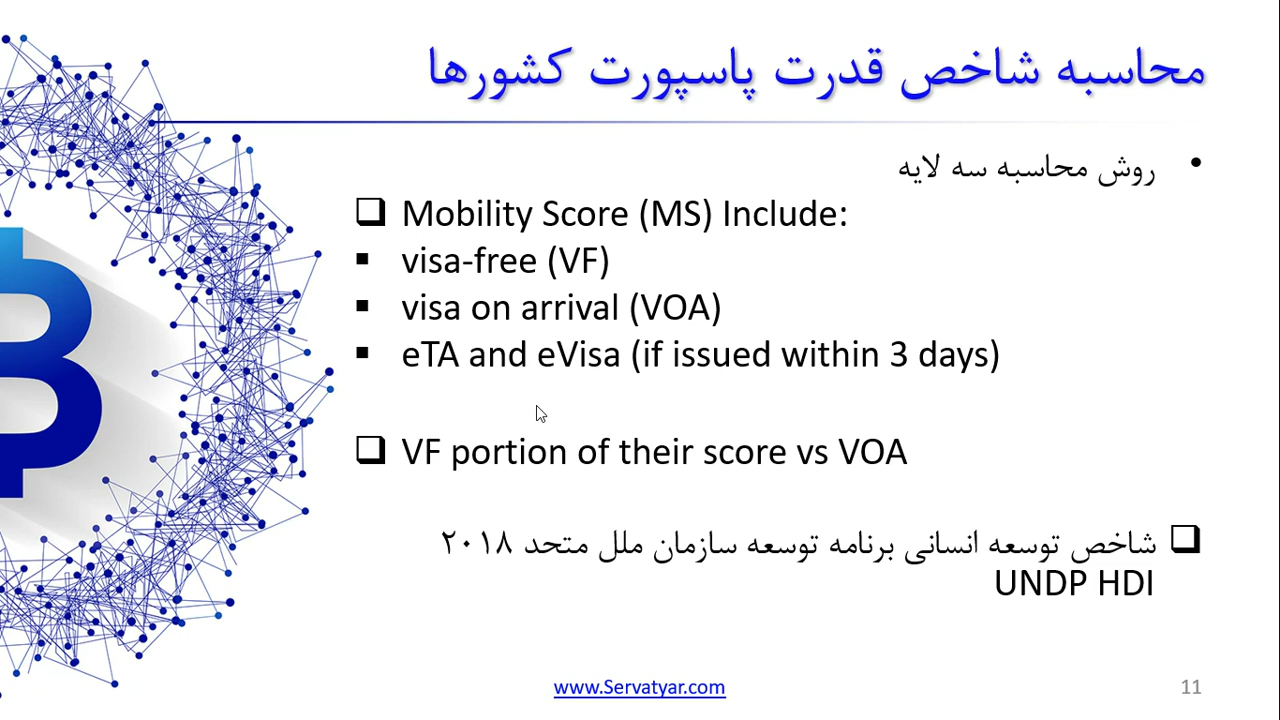 محاسبه شاخص قدرت پاسپورت کشورها
• روش محاسبه سه لایه
❑ Mobility Score (MS) Include:
▪ visa-free (VF)
▪ visa on arrival (VOA)
▪ eTA and eVisa (if issued within 3 days)
❑ VF portion of their score vs VOA
❑ شاخص توسعه انسانی برنامه توسعه سازمان ملل متحد ۲۰۱۸
UNDP HDI
www.Servatyar.com
11